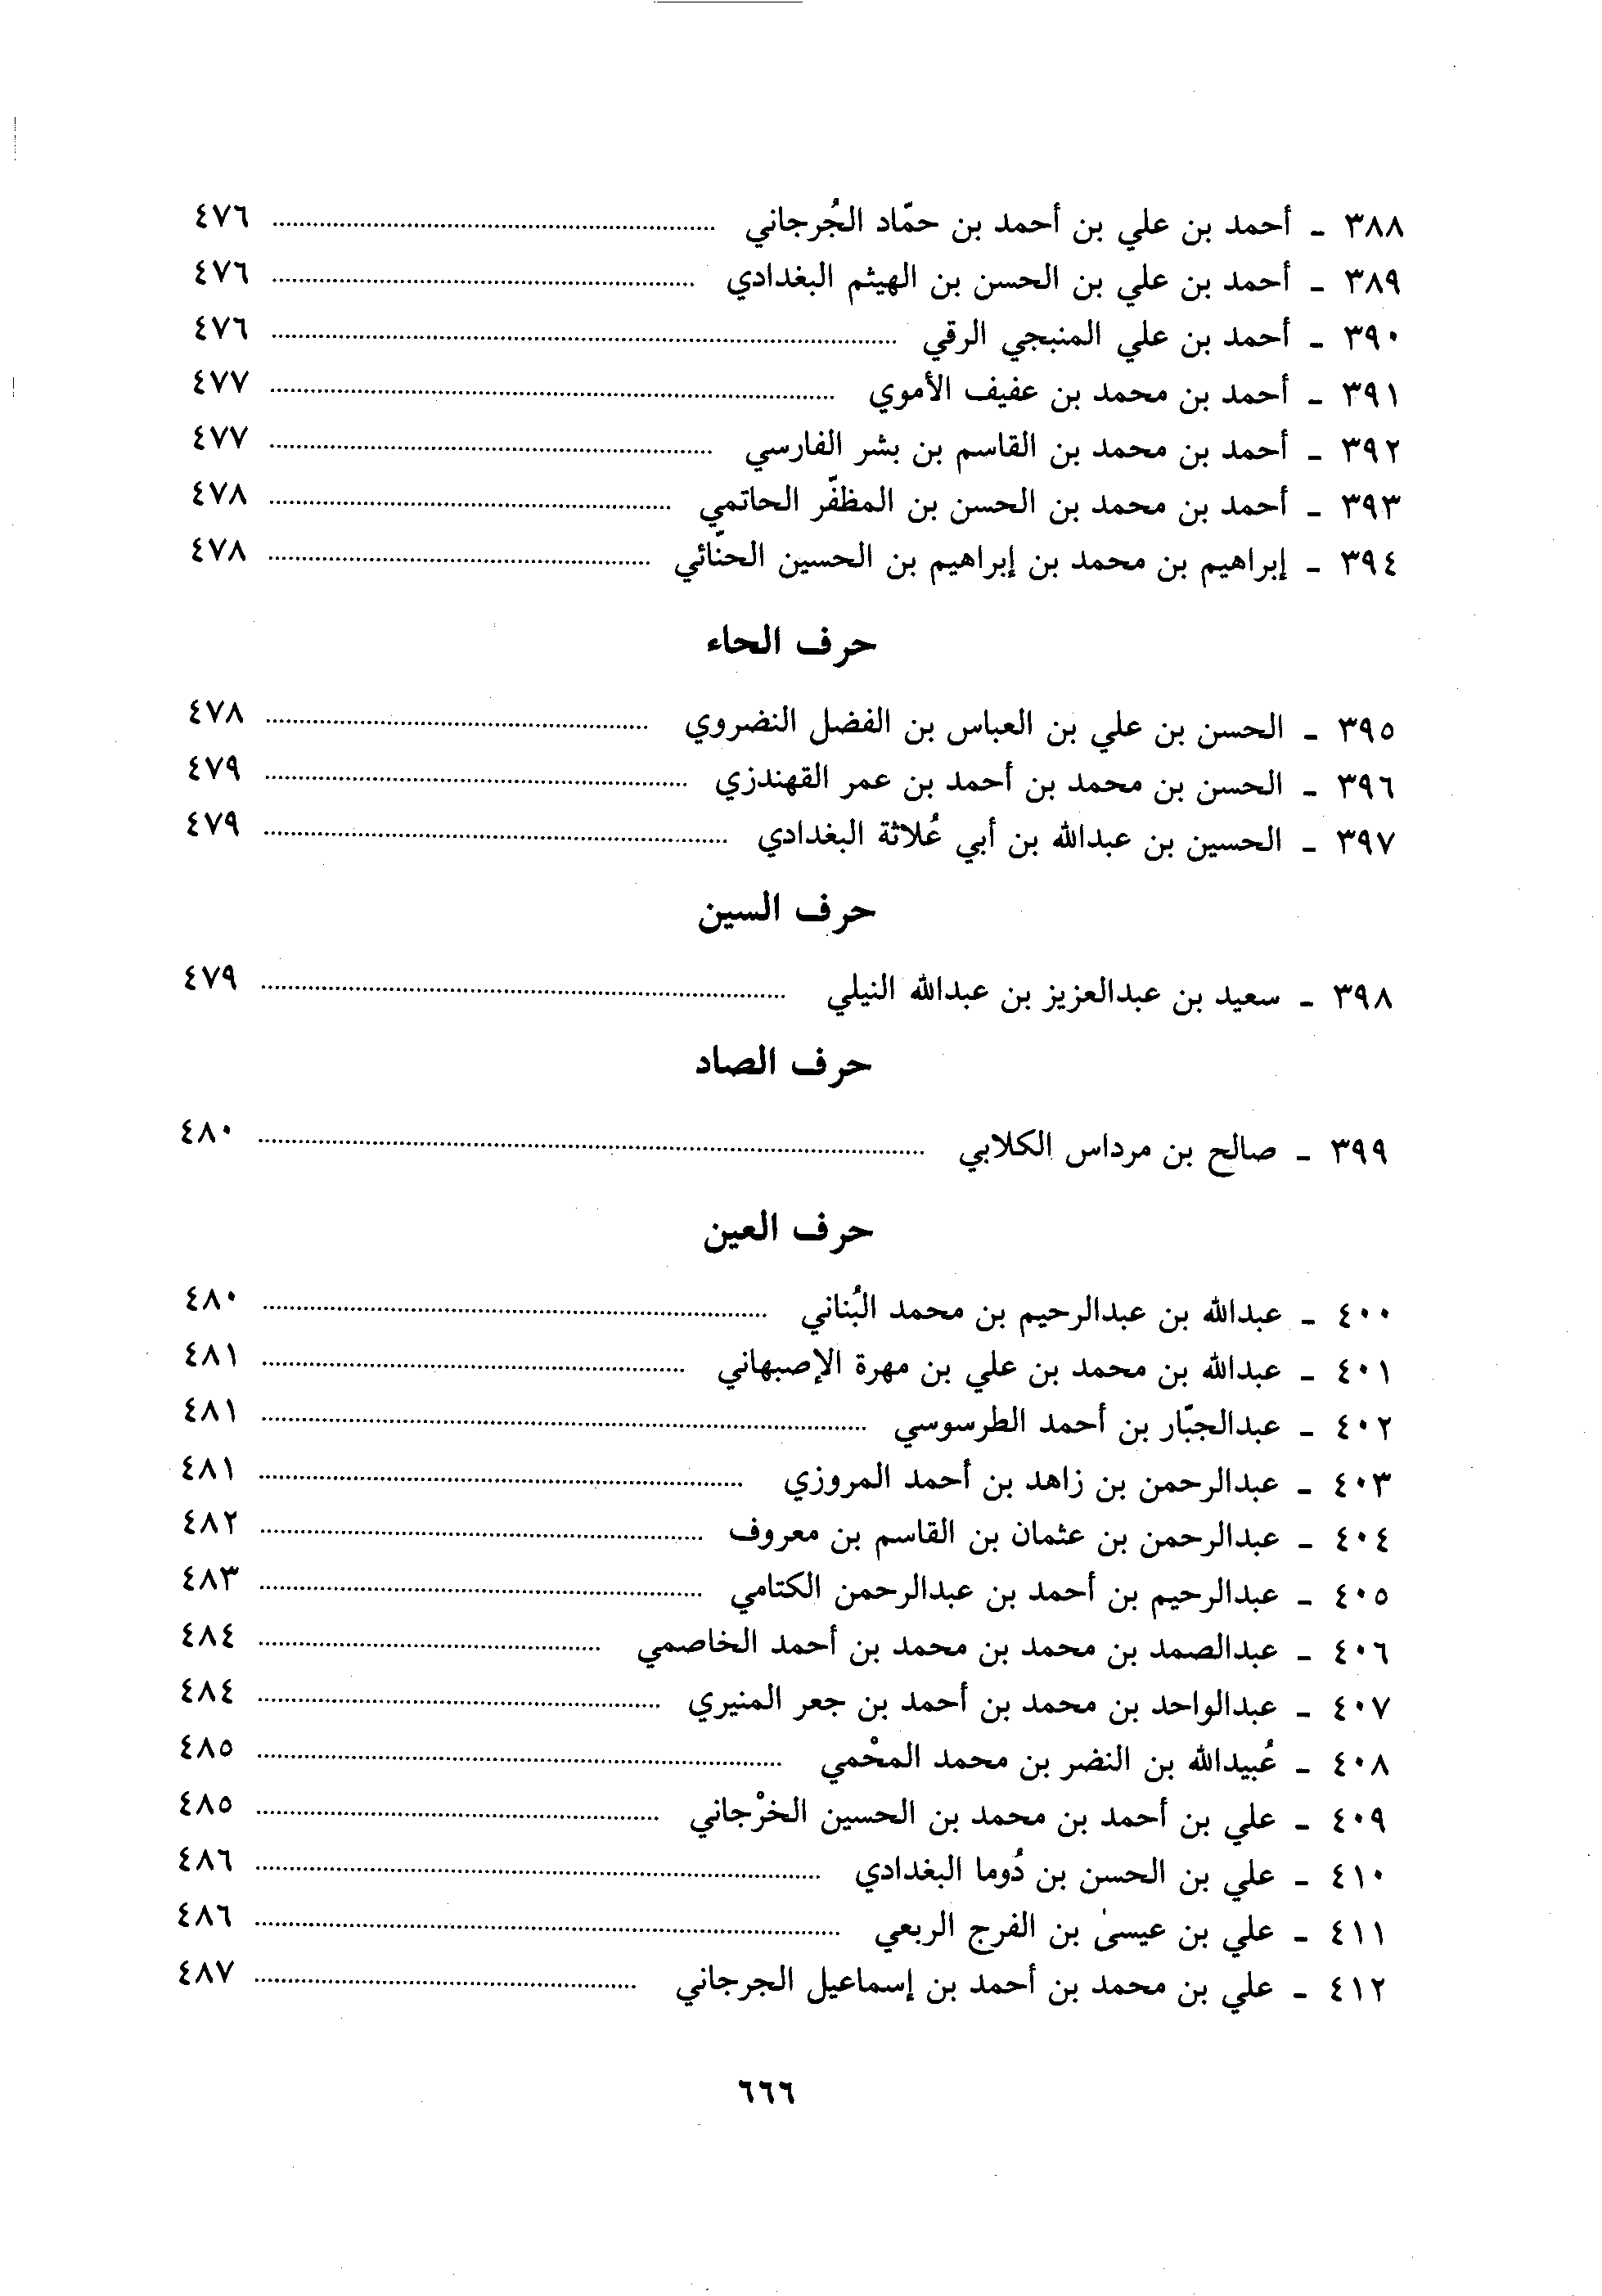 ٣٨٨ ـ أحمد بن علي بن أحمد بن حمّاد الجُرجاني ........ ٤٧٦
٣٨٩ ـ أحمد بن علي بن الحسن بن الهيثم البغدادي ........ ٤٧٦
٣٩٠ ـ أحمد بن علي المنبجي الرقي ........ ٤٧٦
٣٩١ ـ أحمد بن محمد بن عفيف الأموي ........ ٤٧٧
٣٩٢ ـ أحمد بن محمد بن القاسم بن بشر الفارسي ........ ٤٧٧
٣٩٣ ـ أحمد بن محمد بن الحسن بن المظفّر الحاتمي ........ ٤٧٨
٣٩٤ ـ إبراهيم بن محمد بن إبراهيم بن الحسين الحنّائي ........ ٤٧٨
حرف الحاء
٣٩٥ ـ الحسن بن علي بن العباس بن الفضل النضروي ........ ٤٧٨
٣٩٦ ـ الحسن بن محمد بن أحمد بن عمر القهندزي ........ ٤٧٩
٣٩٧ ـ الحسين بن عبدالله بن أبي عُلاثة البغدادي ........ ٤٧٩
حرف السين
٣٩٨ ـ سعيد بن عبدالعزيز بن عبدالله النيلي ........ ٤٧٩
حرف الصاد
٣٩٩ ـ صالح بن مرداس الكلابي ........ ٤٨٠
حرف العين
٤٠٠ ـ عبدالله بن عبدالرحيم بن محمد البُناني ........ ٤٨٠
٤٠١ ـ عبدالله بن محمد بن علي بن مهرة الإصبهاني ........ ٤٨١
٤٠٢ ـ عبدالجبّار بن أحمد الطرسوسي ........ ٤٨١
٤٠٣ ـ عبدالرحمن بن زاهد بن أحمد المروزي ........ ٤٨١
٤٠٤ ـ عبدالرحمن بن عثمان بن القاسم بن معروف ........ ٤٨٢
٤٠٥ ـ عبدالرحيم بن أحمد بن عبدالرحمن الكتامي ........ ٤٨٣
٤٠٦ ـ عبدالصمد بن محمد بن محمد بن أحمد الخاصمي ........ ٤٨٤
٤٠٧ ـ عبدالواحد بن محمد بن أحمد بن جعر المنيري ........ ٤٨٤
٤٠٨ ـ عُبيدالله بن النضر بن محمد المحْمي ........ ٤٨٥
٤٠٩ ـ علي بن أحمد بن محمد بن الحسين الخرْجاني ........ ٤٨٥
٤١٠ ـ علي بن الحسن بن دُوما البغدادي ........ ٤٨٦
٤١١ ـ علي بن عيسىٰ بن الفرج الربعي ........ ٤٨٦
٤١٢ ـ علي بن محمد بن أحمد بن إسماعيل الجرجاني ........ ٤٨٧
٦٦٦